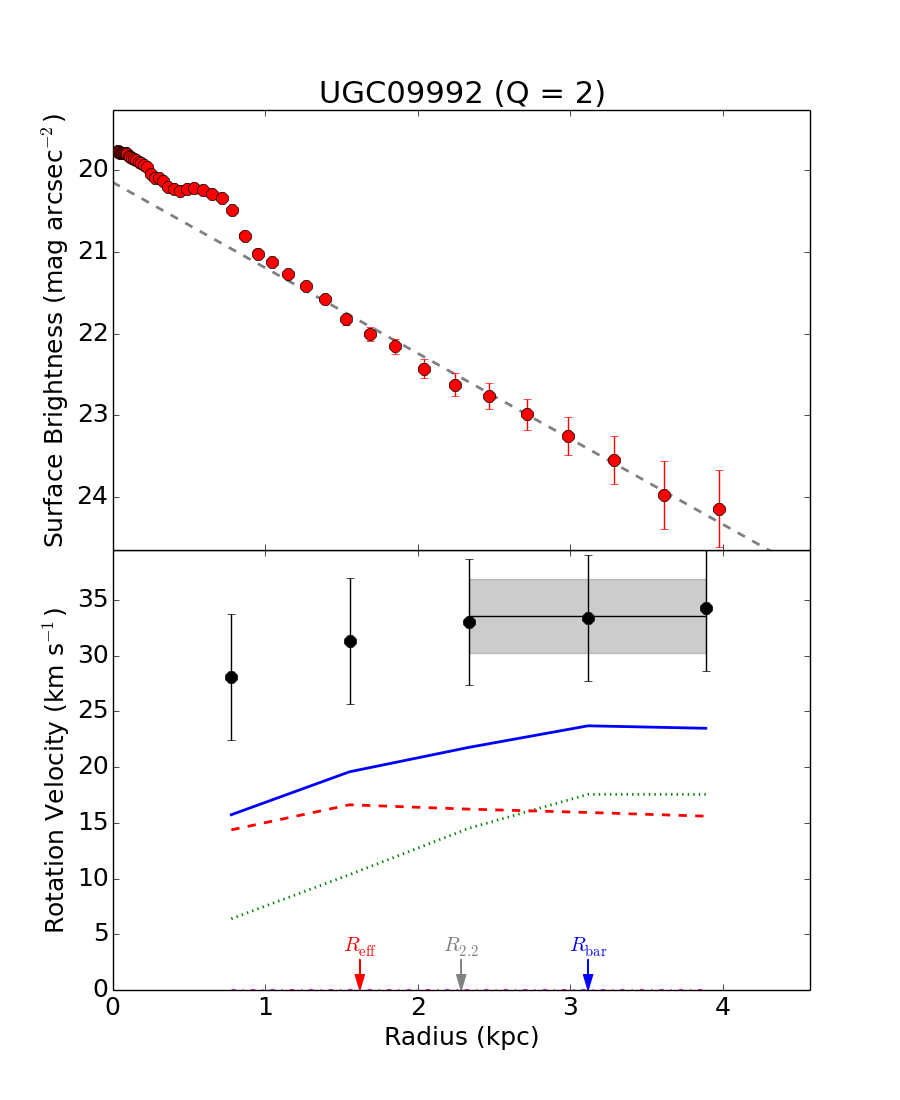 UGC09992 (Q = 2)
Surface Brightness (mag arcsec⁻²)
20
21
22
23
24
Rotation Velocity (km s⁻¹)
35
30
25
20
15
10
5
0
R_eff
R_2.2
R_bar
0 1 2 3 4
Radius (kpc)